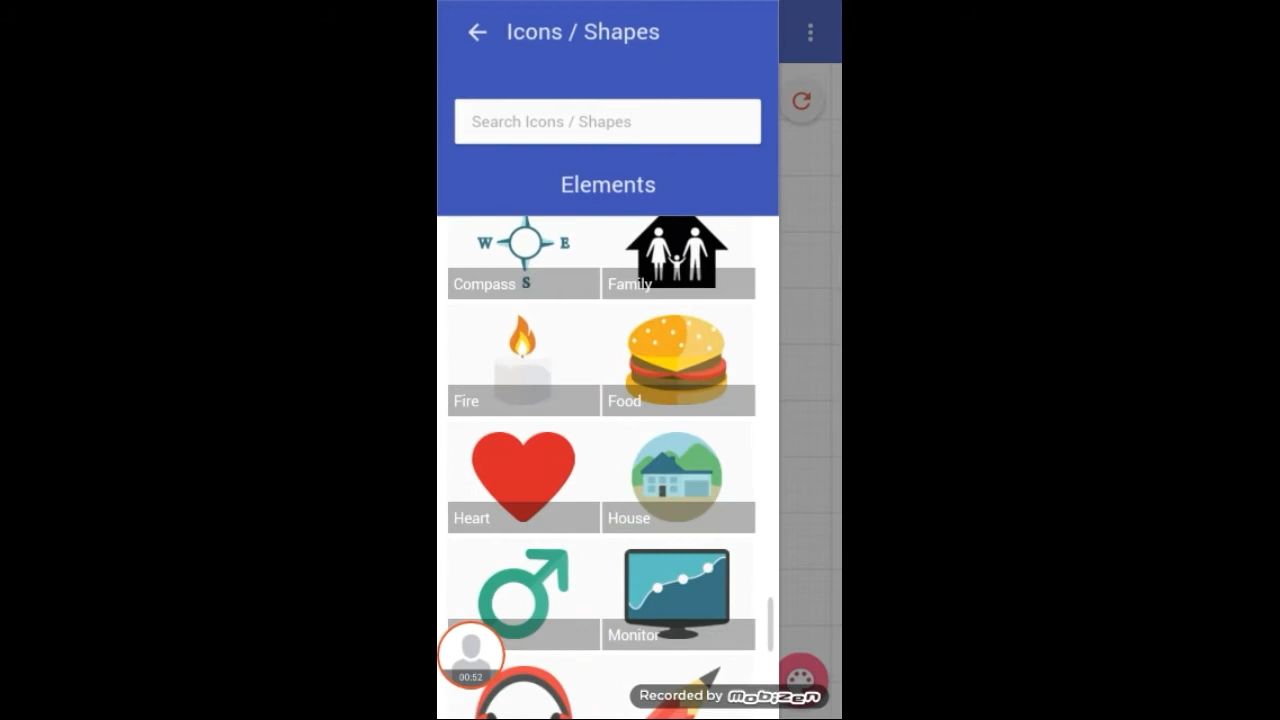 Icons / Shapes
Search Icons / Shapes
Elements
W E
Compass S
Family
Fire
Food
Heart
House
Monitor
00:52
Recorded by mobizen